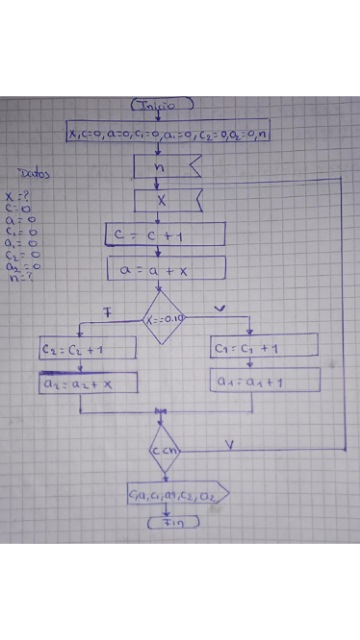 Inicio
x, c=0, a=0, c1=0, a1=0, c2=0, a2=0, n
n
Datos
x
x=?
c=0
a=0
c1=0
a1=0
c2=0
a2=0
n=?
c = c + 1
a = a + x
F
V
c2 = c2 + 1
c1 = c1 + 1
a2 = a2 + x
a1 = a1 + 1
c<n
V
c,a,c1,a1,c2,a2
Fin